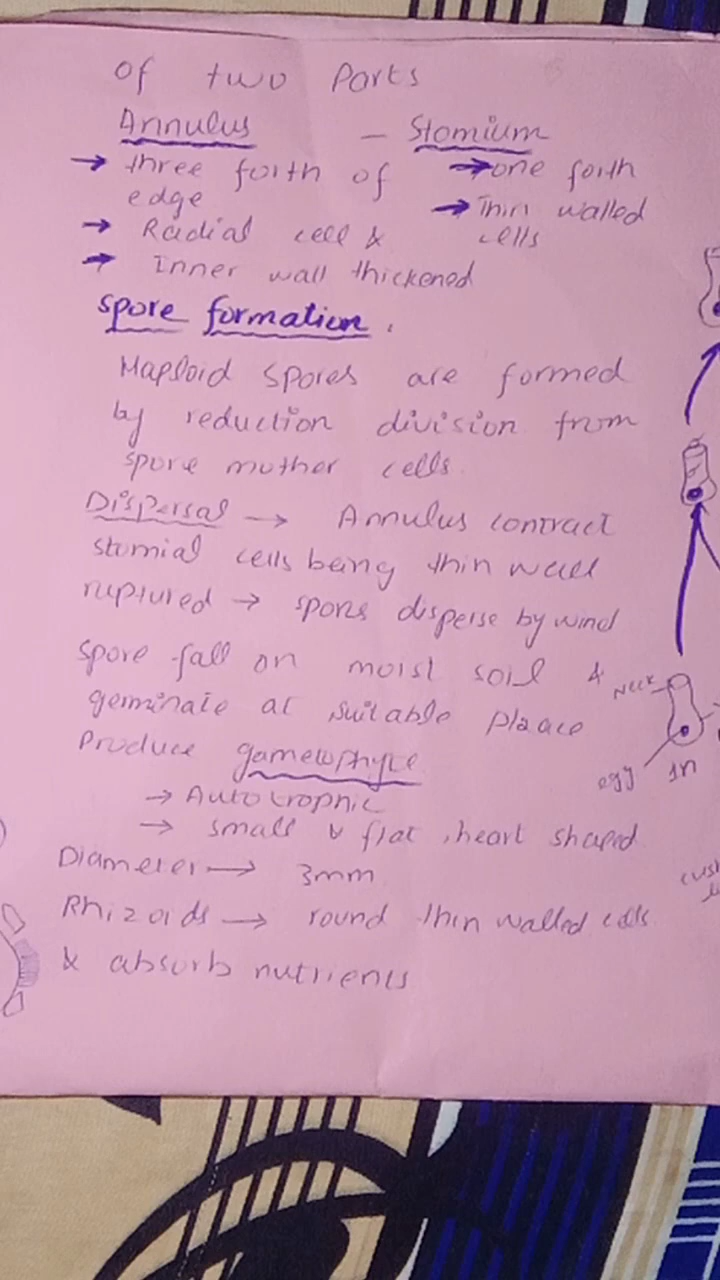 of two Parts
Annulus – Stomium
→ three forth of → one forth
edge → Thin walled
→ Radial cell & cells
→ Inner wall thickened
spore formation.
Haploid spores are formed
by reduction division from
spore mother cells.
Dispersal → Annulus contract
stomial cells being thin wall
ruptured → spores disperse by wind
spore fall on moist soil &
germinate at suitable plaace
Produce gametophyte
→ Autotrophic
→ small & flat, heart shaped
Diameter → 3mm
Rhizoids → round thin walled cells
& absorb nutrients
Neck
egg In